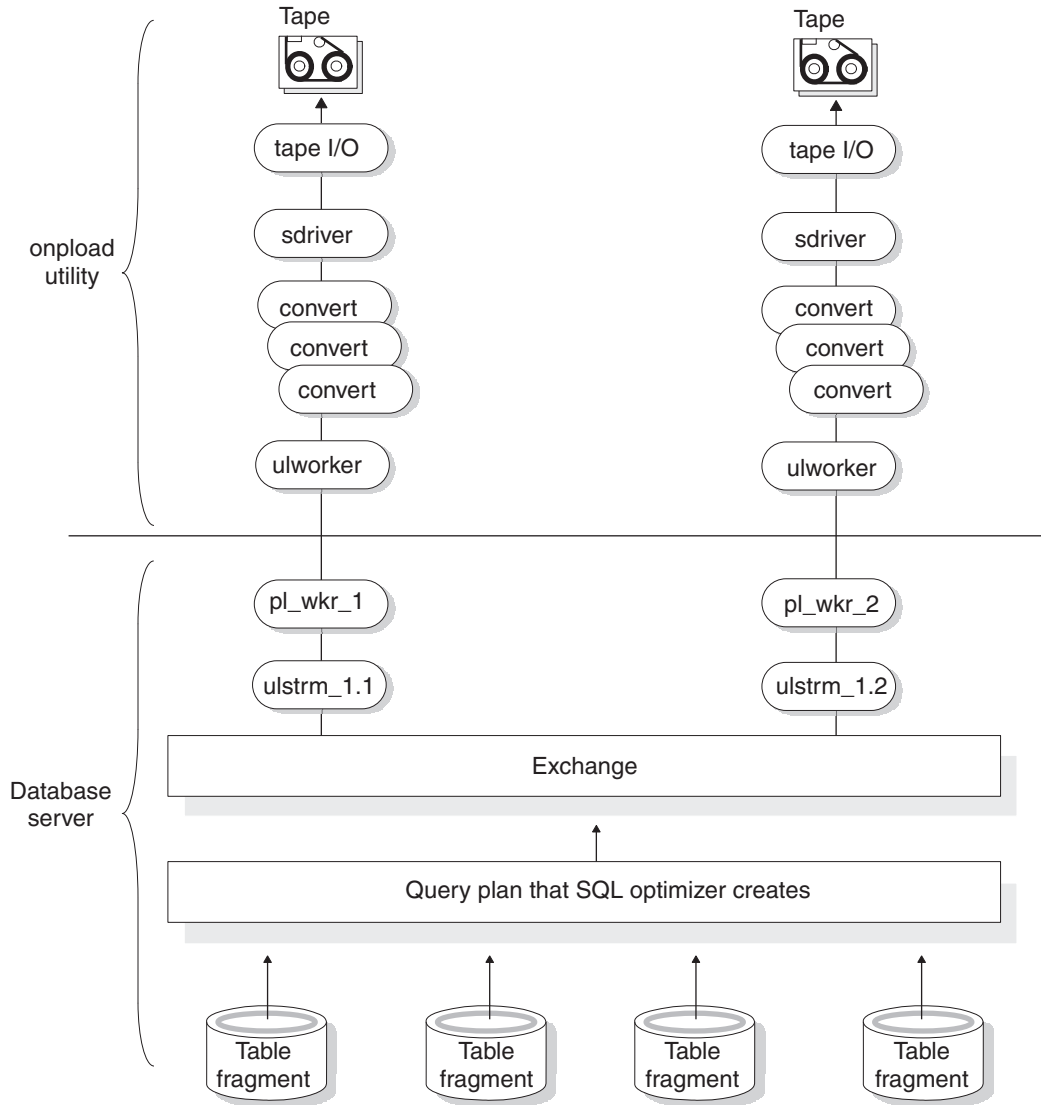 Tape
Tape
tape I/O
tape I/O
sdriver
sdriver
onpload
utility
convert
convert
convert
convert
convert
convert
ulworker
ulworker
pl_wkr_1
pl_wkr_2
ulstrm_1.1
ulstrm_1.2
Exchange
Database
server
Query plan that SQL optimizer creates
Table
fragment
Table
fragment
Table
fragment
Table
fragment